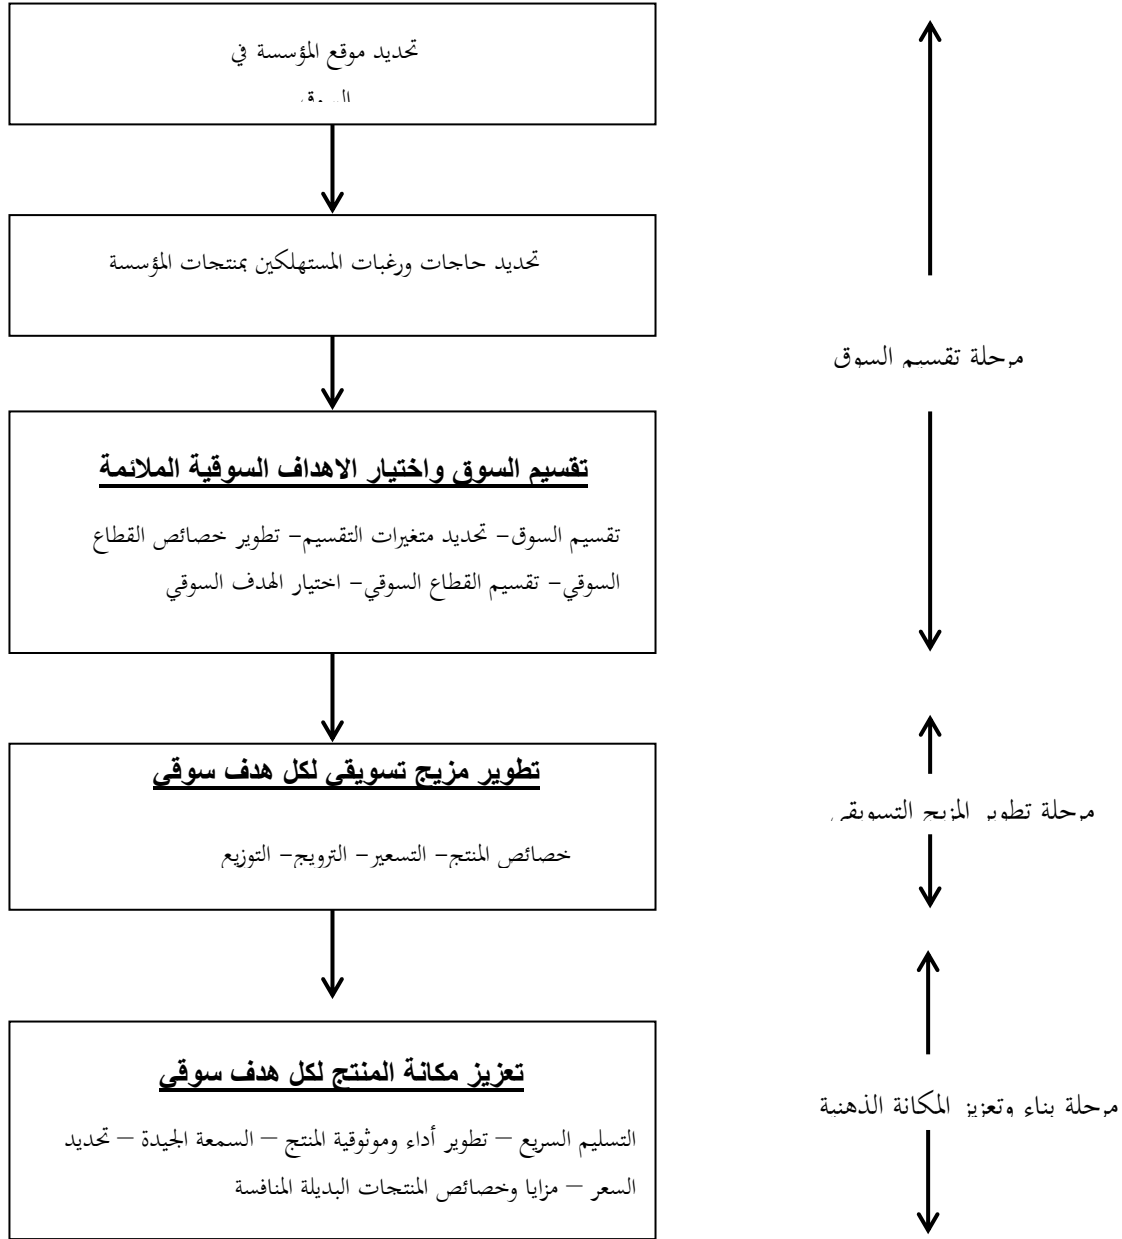 تحديد موقع المؤسسة في
السوق
تحديد حاجات ورغبات المستهلكين بمنتجات المؤسسة
مرحلة تقسيم السوق
تقسيم السوق واختيار الاهداف السوقية الملائمة
تقسيم السوق– تحديد متغيرات التقسيم– تطوير خصائص القطاع
السوقي– تقسيم القطاع السوقي– اختيار الهدف السوقي
تطوير مزيج تسويقي لكل هدف سوقي
خصائص المنتج– التسعير– الترويج– التوزيع
مرحلة تطوير المزيج التسويقي
تعزيز مكانة المنتج لكل هدف سوقي
التسليم السريع – تطوير أداء وموثوقية المنتج – السمعة الجيدة – تحديد
السعر – مزايا وخصائص المنتجات البديلة المنافسة
مرحلة بناء وتعزيز المكانة الذهنية